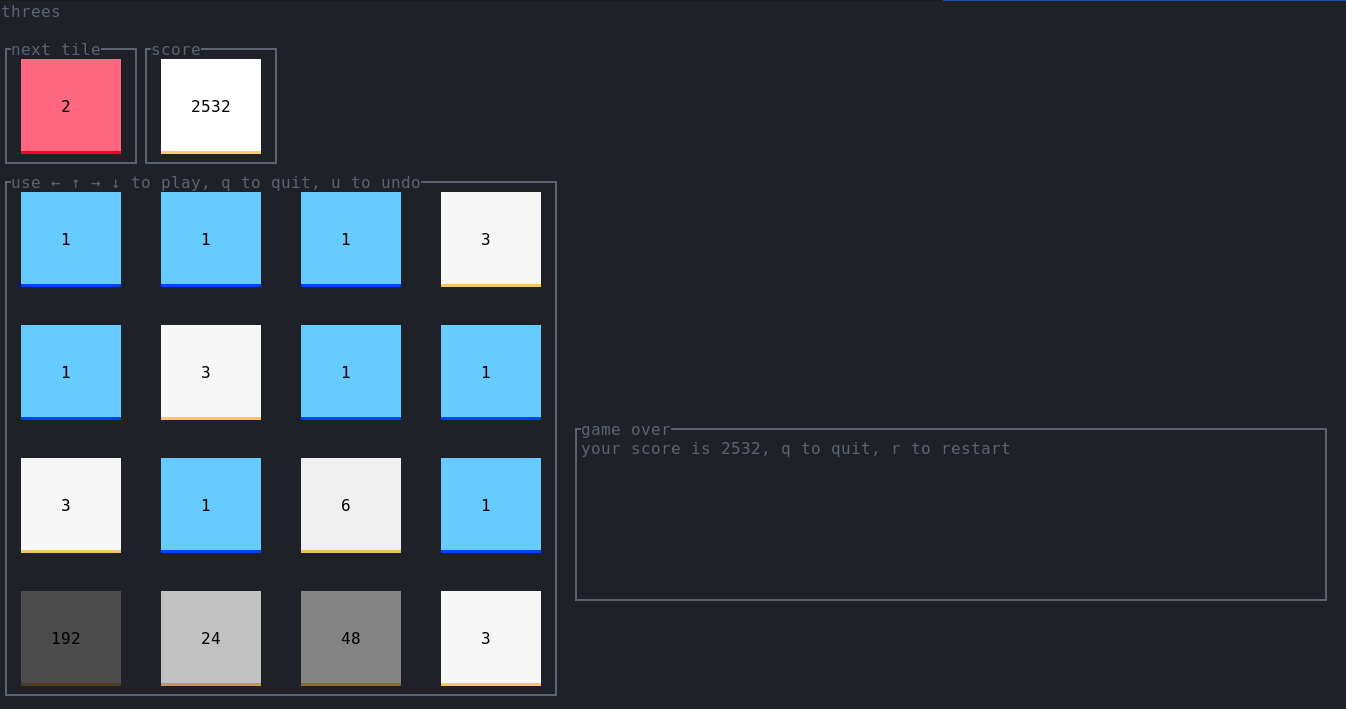 threes
next tile score
2 2532
use ← ↑ → ↓ to play, q to quit, u to undo
1 1 1 3
1 3 1 1
3 1 6 1
192 24 48 3
game over
your score is 2532, q to quit, r to restart